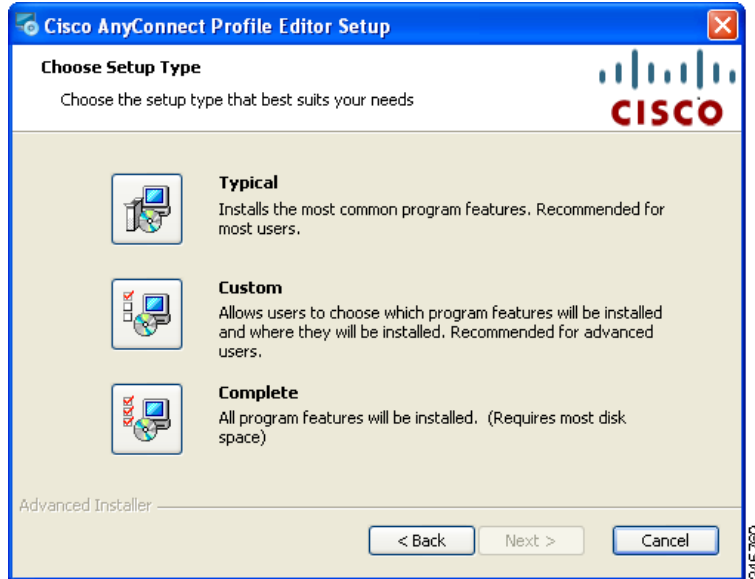 Cisco AnyConnect Profile Editor Setup
Choose Setup Type
Choose the setup type that best suits your needs
CISCO
Typical
Installs the most common program features. Recommended for
most users.
Custom
Allows users to choose which program features will be installed
and where they will be installed. Recommended for advanced
users.
Complete
All program features will be installed. (Requires most disk
space)
Advanced Installer
< Back
Next >
Cancel